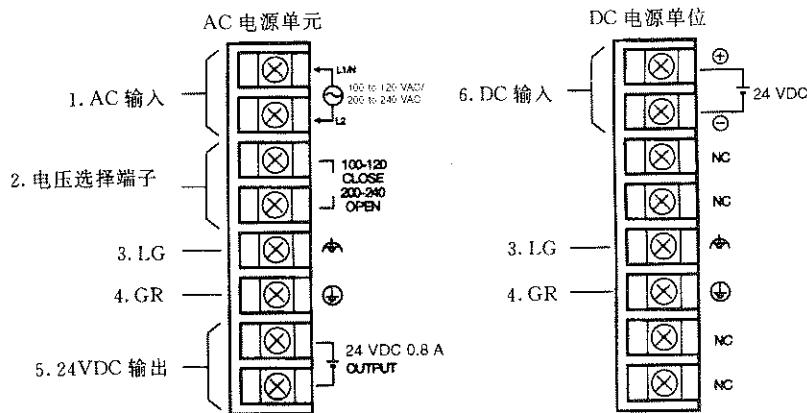 AC 电源单元
1.AC 输入
L1/N
100 to 120 VAC/
200 to 240 VAC
L2
2.电压选择端子
100-120
CLOSE
200-240
OPEN
3.LG
4.GR
5.24VDC 输出
24 VDC 0.8 A
OUTPUT
DC 电源单位
6.DC 输入
24 VDC
NC
NC
3.LG
4.GR
NC
NC